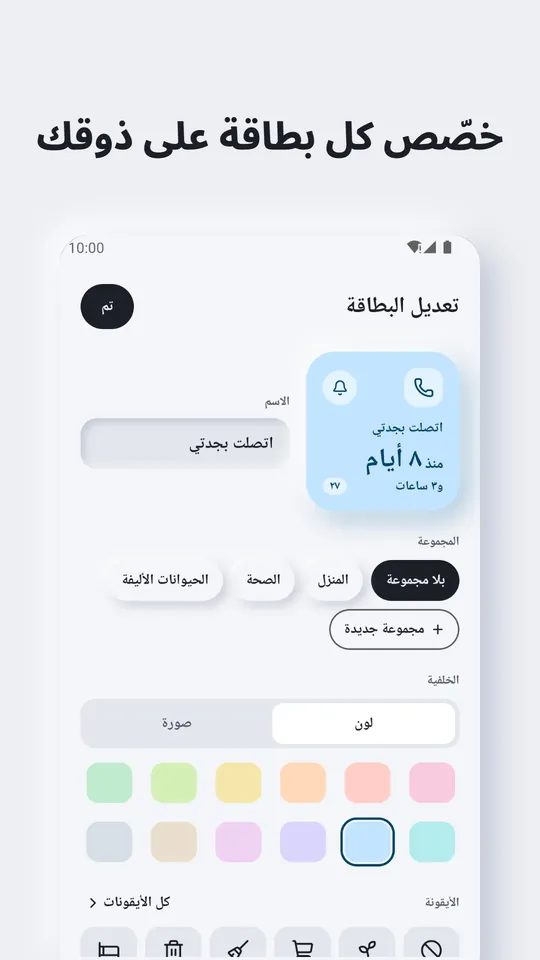 خصّص كل بطاقة على ذوقك
10:00
تعديل البطاقة
تم
اتصلت بجدتي
منذ ٨ أيام
و٣ ساعات
٢٧
الاسم
اتصلت بجدتي
المجموعة
بلا مجموعة
المنزل
الصحة
الحيوانات الأليفة
+ مجموعة جديدة
الخلفية
لون
صورة
الأيقونة
كل الأيقونات